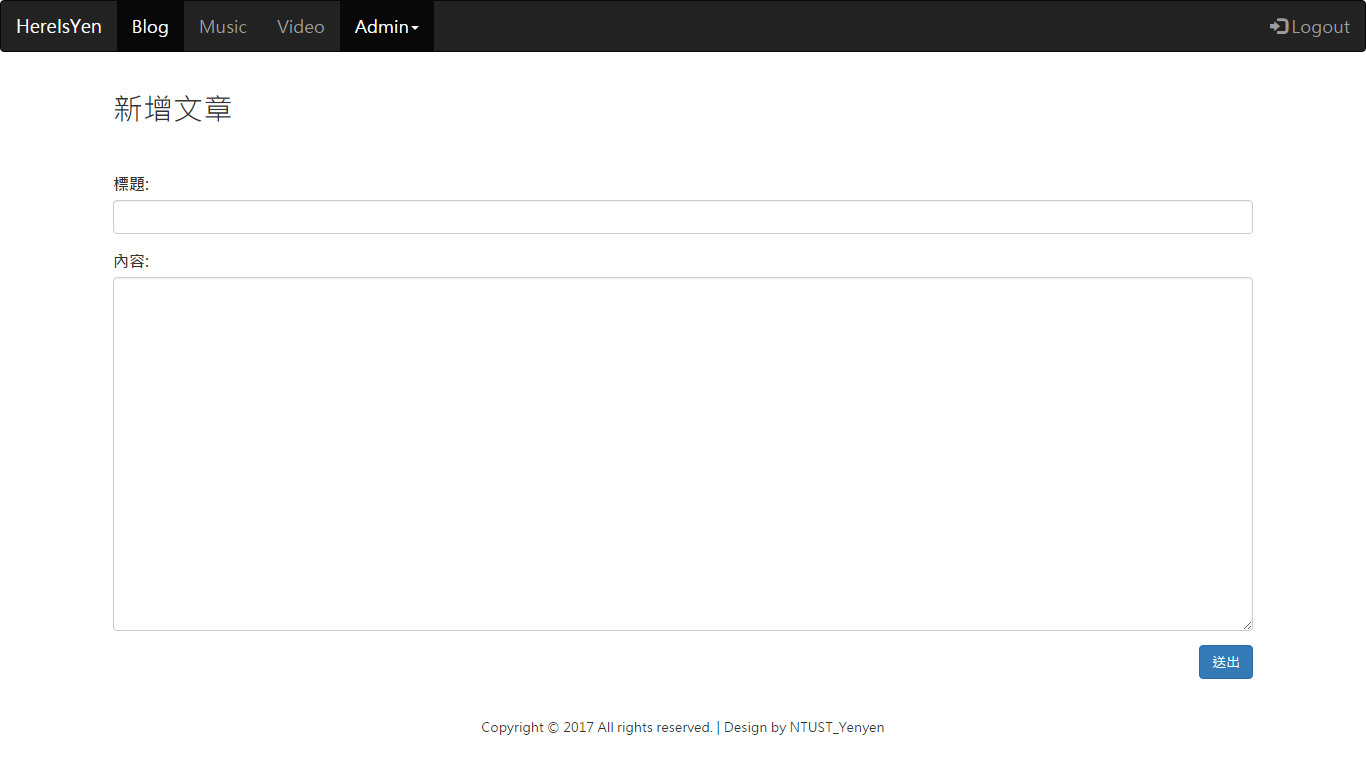 HereIsYen Blog Music Video Admin Logout
新增文章
標題:
內容:
送出
Copyright © 2017 All rights reserved. | Design by NTUST_Yenyen